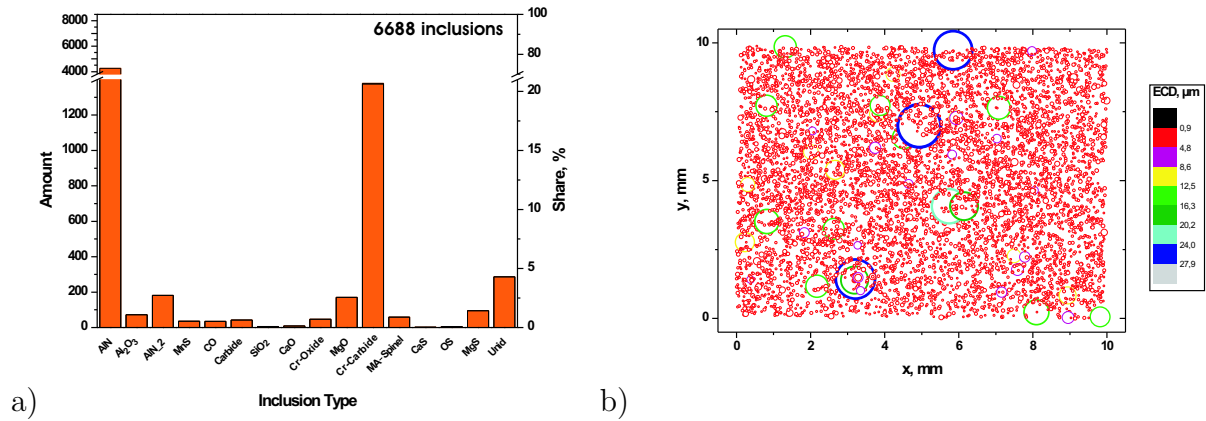 6688 inclusions
8000
6000
4000
1200
1000
800
600
400
200
0
Amount
100
80
20
15
10
5
0
Share, %
AlN
Al₂O₃
AlN_2
MnS
CO
Carbide
SiO₂
CaO
Cr-Oxide
MgO
Cr-Carbide
MA-Spinel
CaS
OS
MgS
Unid
Inclusion Type
a)
10
5
0
y, mm
0 2 4 6 8 10
x, mm
ECD, µm
0,9
4,8
8,6
12,5
16,3
20,2
24,0
27,9
b)